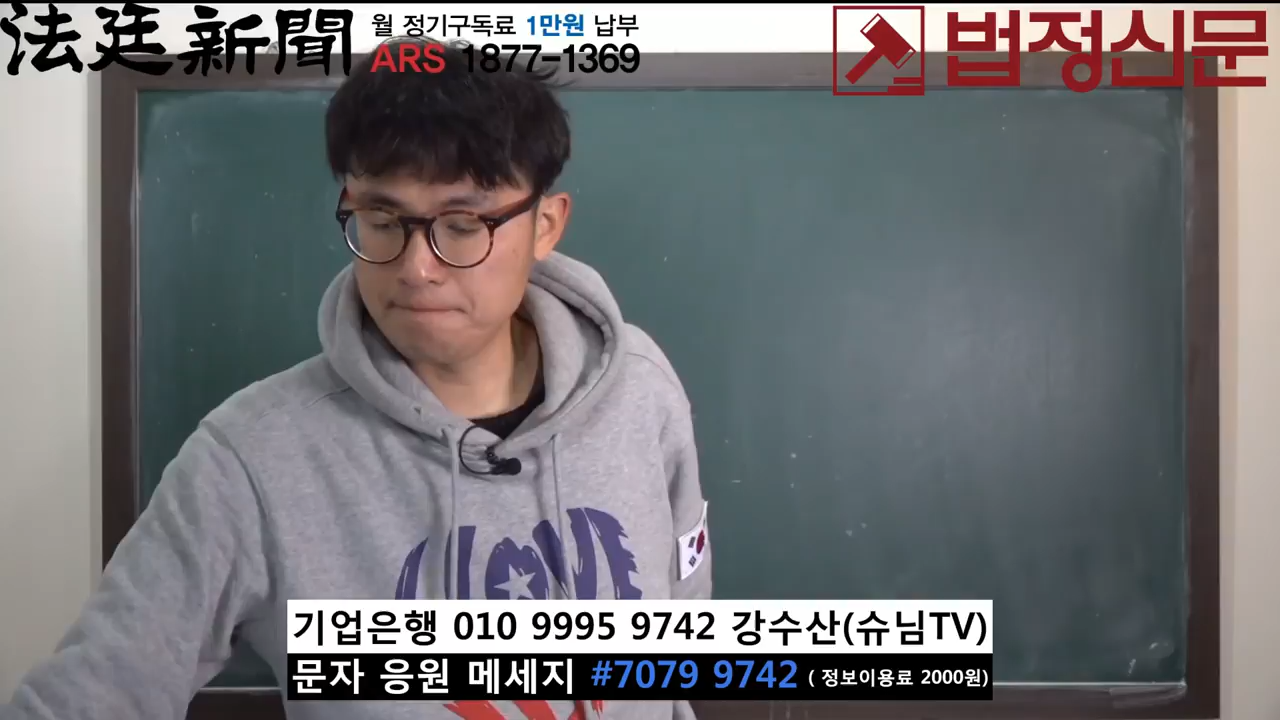 法廷新聞
월 정기구독료 1만원 납부
ARS 1877-1369
법정신문
LOVE
기업은행 010 9995 9742 강수산(슈님TV)
문자 응원 메세지 #7079 9742 ( 정보이용료 2000원)